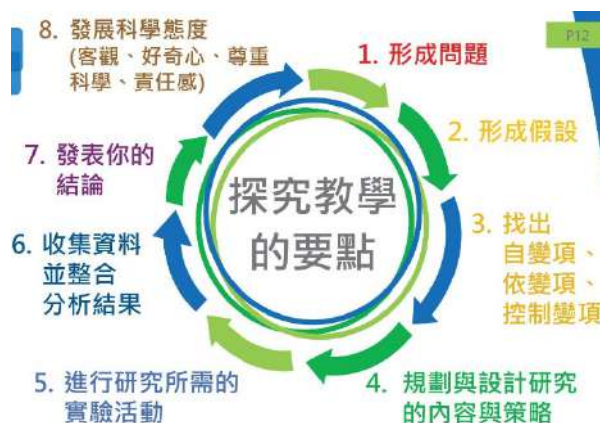 探究教學
的要點
1. 形成問題
2. 形成假設
3. 找出
自變項、
依變項、
控制變項
4. 規劃與設計研究
的內容與策略
5. 進行研究所需的
實驗活動
6. 收集資料
並整合
分析結果
7. 發表你的
結論
8. 發展科學態度
(客觀、好奇心、尊重
科學、責任感)
P12